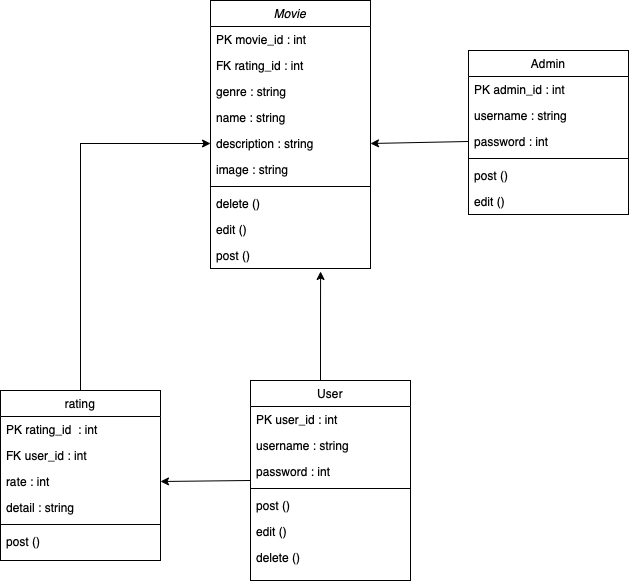 Movie
PK movie_id : int
FK rating_id : int
genre : string
name : string
description : string
image : string
delete ()
edit ()
post ()
Admin
PK admin_id : int
username : string
password : int
post ()
edit ()
rating
PK rating_id  : int
FK user_id : int
rate : int
detail : string
post ()
User
PK user_id : int
username : string
password : int
post ()
edit ()
delete ()